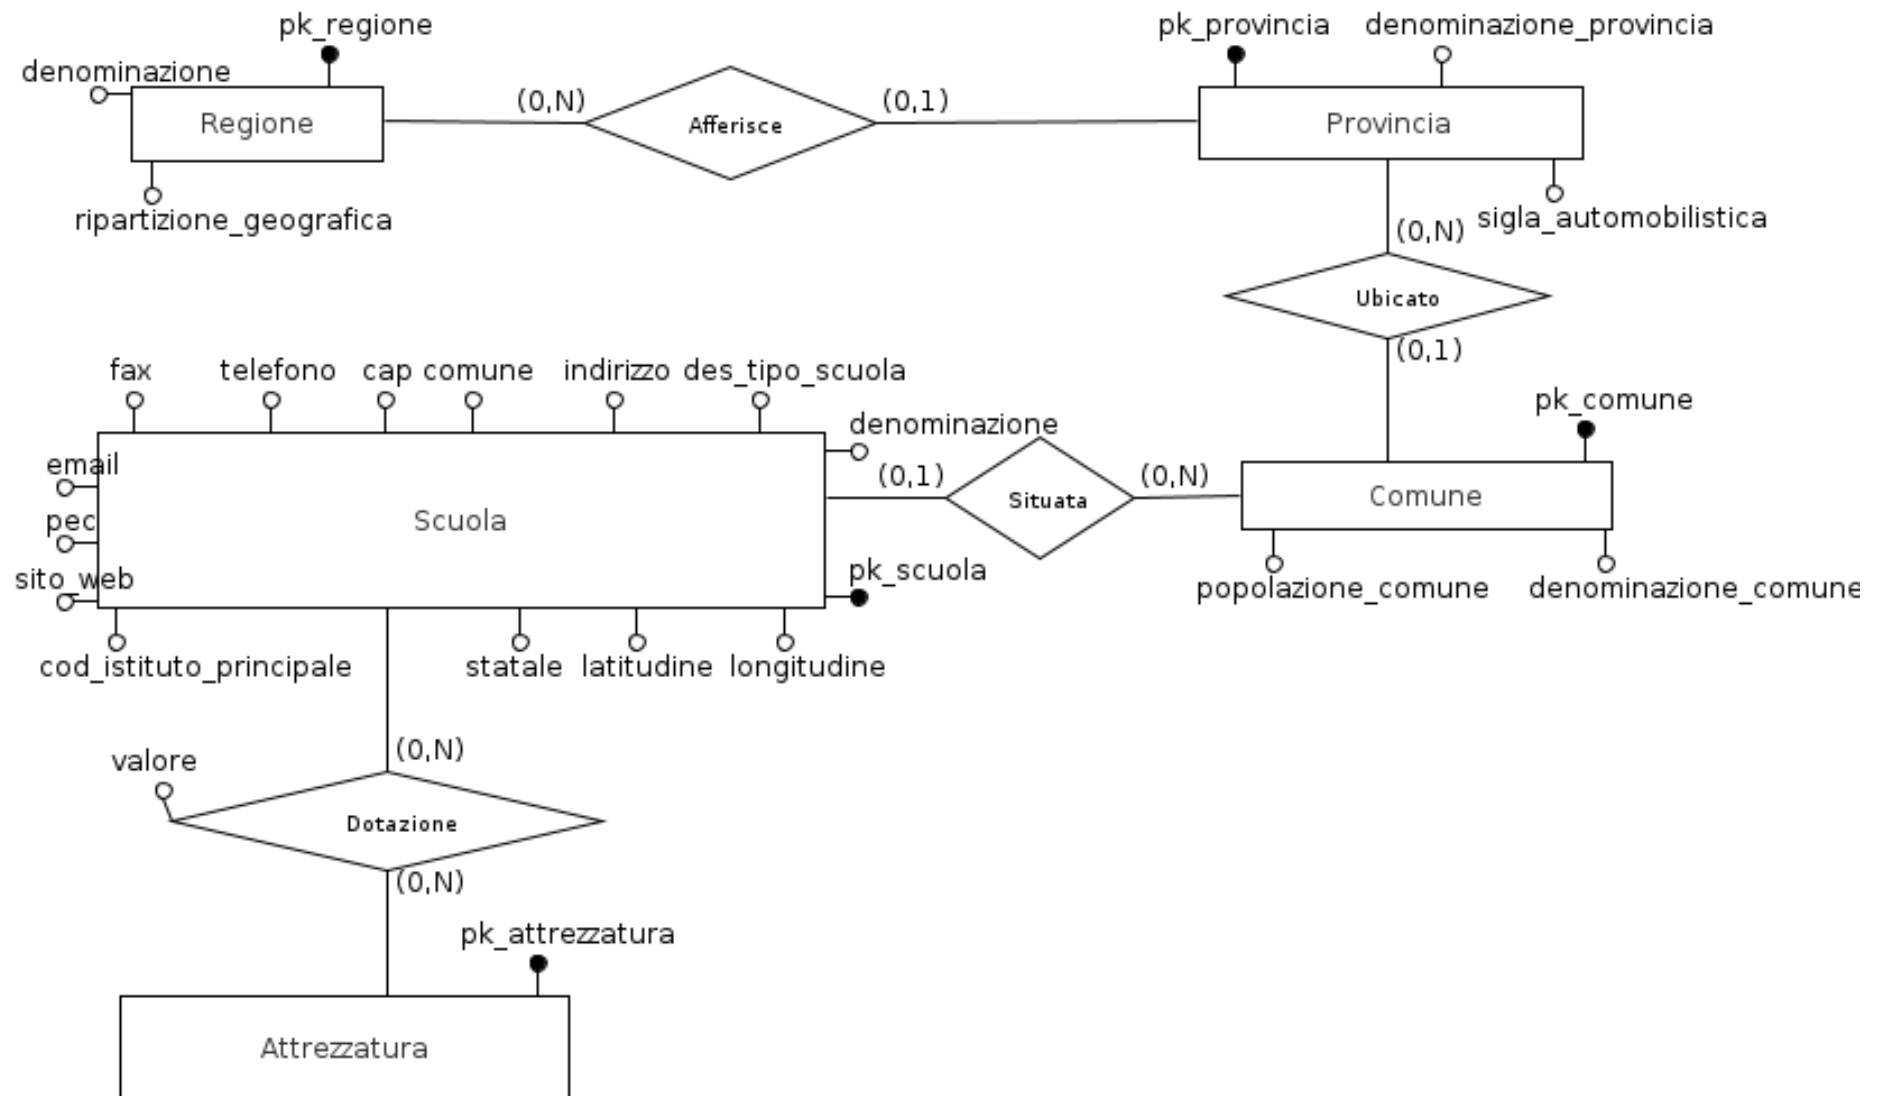 pk_regione
pk_provincia
denominazione_provincia
denominazione
Regione
(0,N)
Afferisce
(0,1)
Provincia
ripartizione_geografica
sigla_automobilistica
(0,N)
Ubicato
(0,1)
fax
telefono
cap
comune
indirizzo
des_tipo_scuola
pk_comune
denominazione
email
(0,1)
Situata
(0,N)
Comune
pec
Scuola
sito_web
pk_scuola
popolazione_comune
denominazione_comune
cod_istituto_principale
statale
latitudine
longitudine
(0,N)
valore
Dotazione
(0,N)
pk_attrezzatura
Attrezzatura